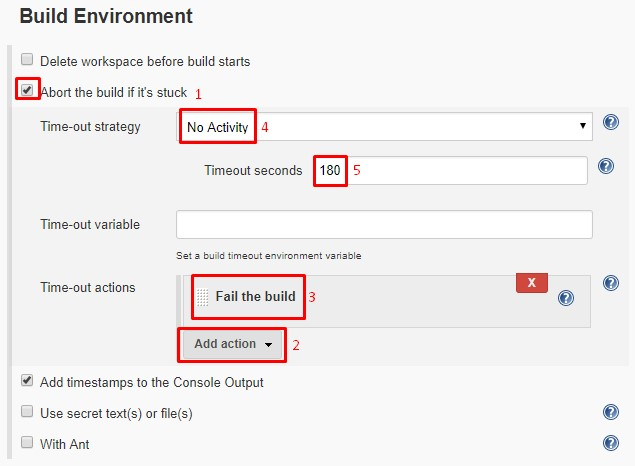 Build Environment
Delete workspace before build starts
Abort the build if it's stuck 1
Time-out strategy No Activity 4
Timeout seconds 180 5
Time-out variable
Set a build timeout environment variable
Time-out actions Fail the build 3 X
Add action 2
Add timestamps to the Console Output
Use secret text(s) or file(s)
With Ant